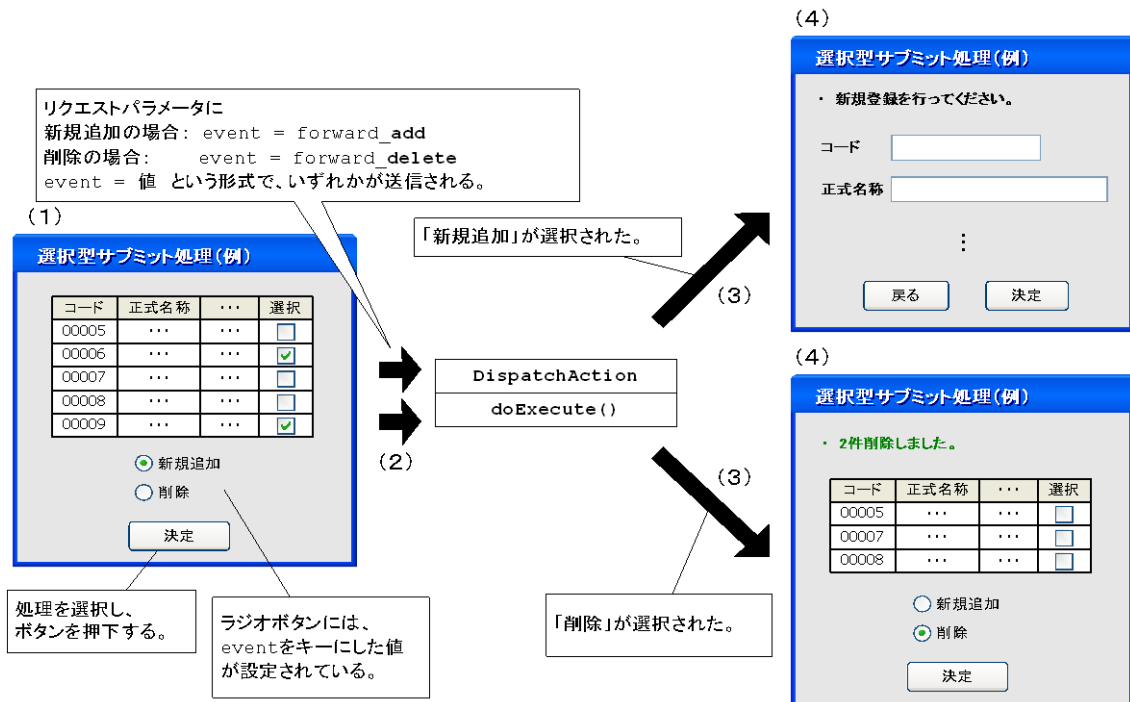 リクエストパラメータに
新規追加の場合: event = forward_add
削除の場合: event = forward_delete
event = 値 という形式で、いずれかが送信される。
(1)
選択型サブミット処理(例)
コード 正式名称 ・・・ 選択
00005 ・・・ ・・・
00006 ・・・ ・・・
00007 ・・・ ・・・
00008 ・・・ ・・・
00009 ・・・ ・・・
新規追加
削除
決定
処理を選択し、
ボタンを押下する。
ラジオボタンには、
eventをキーにした値
が設定されている。
(2)
DispatchAction
doExecute()
「新規追加」が選択された。
(3)
(3)
「削除」が選択された。
(4)
選択型サブミット処理(例)
・ 新規登録を行ってください。
コード
正式名称
⋮
戻る 決定
(4)
選択型サブミット処理(例)
・ 2件削除しました。
コード 正式名称 ・・・ 選択
00005 ・・・ ・・・
00007 ・・・ ・・・
00008 ・・・ ・・・
新規追加
削除
決定